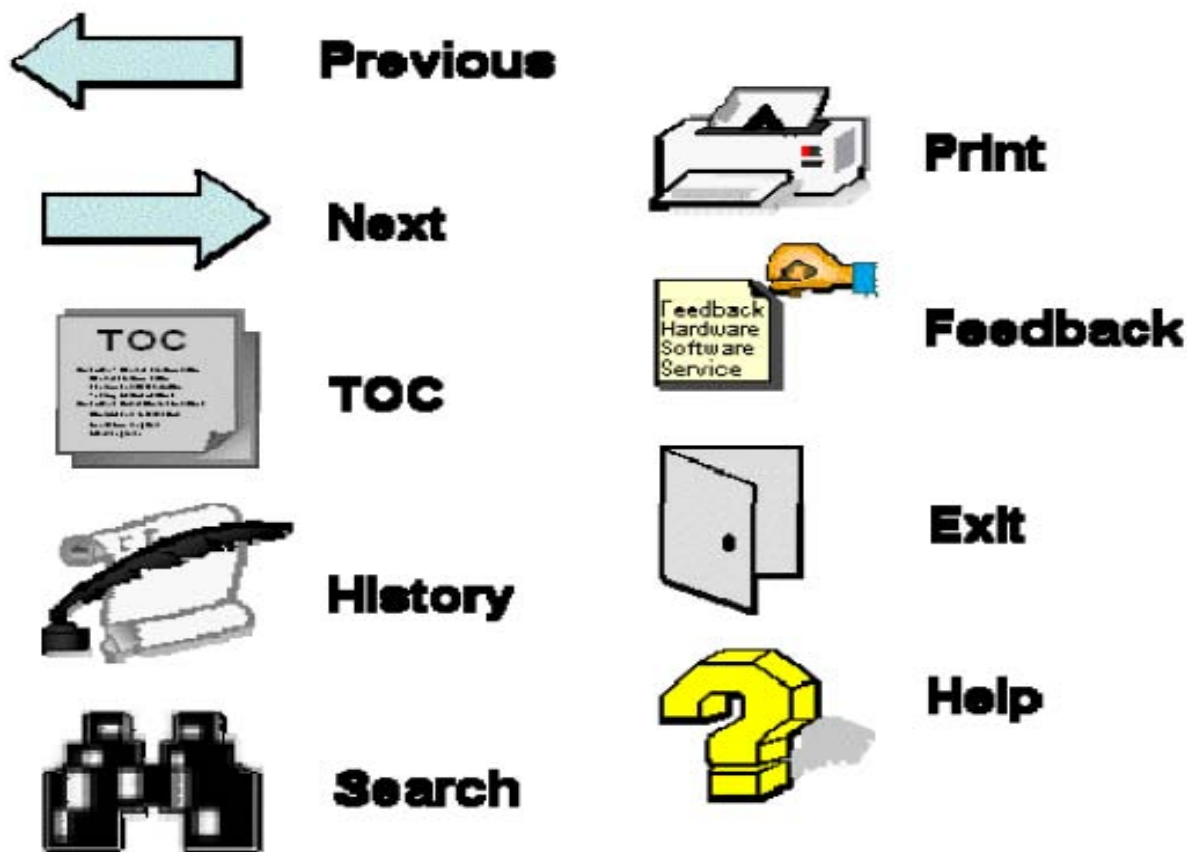 Previous
Next
TOC
TOC
History
Search
Print
Feedback
Hardware
Software
Service
Feedback
Exit
Help